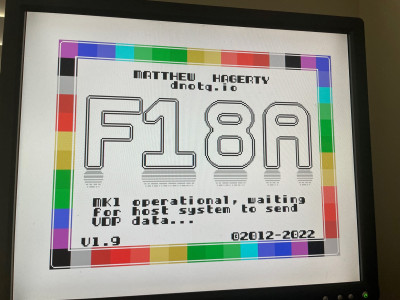 MATTHEW HAGERTY
dnotq.io
F18A
MK1 operational, waiting
for host system to send
VDP data...
V1.9 ©2012-2022